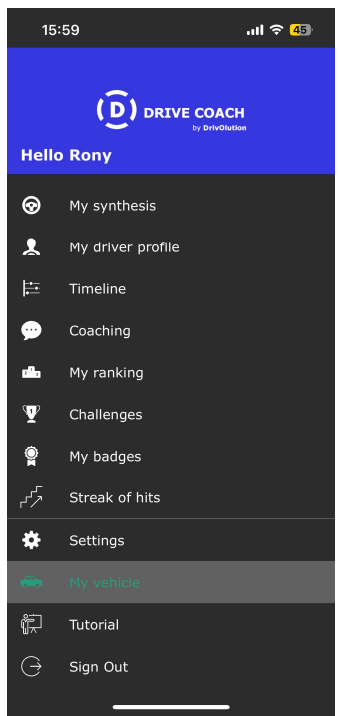 15:59
45
D DRIVE COACH
by DrivOlution
Hello Rony
My synthesis
My driver profile
Timeline
Coaching
My ranking
Challenges
My badges
Streak of hits
Settings
My vehicle
Tutorial
Sign Out